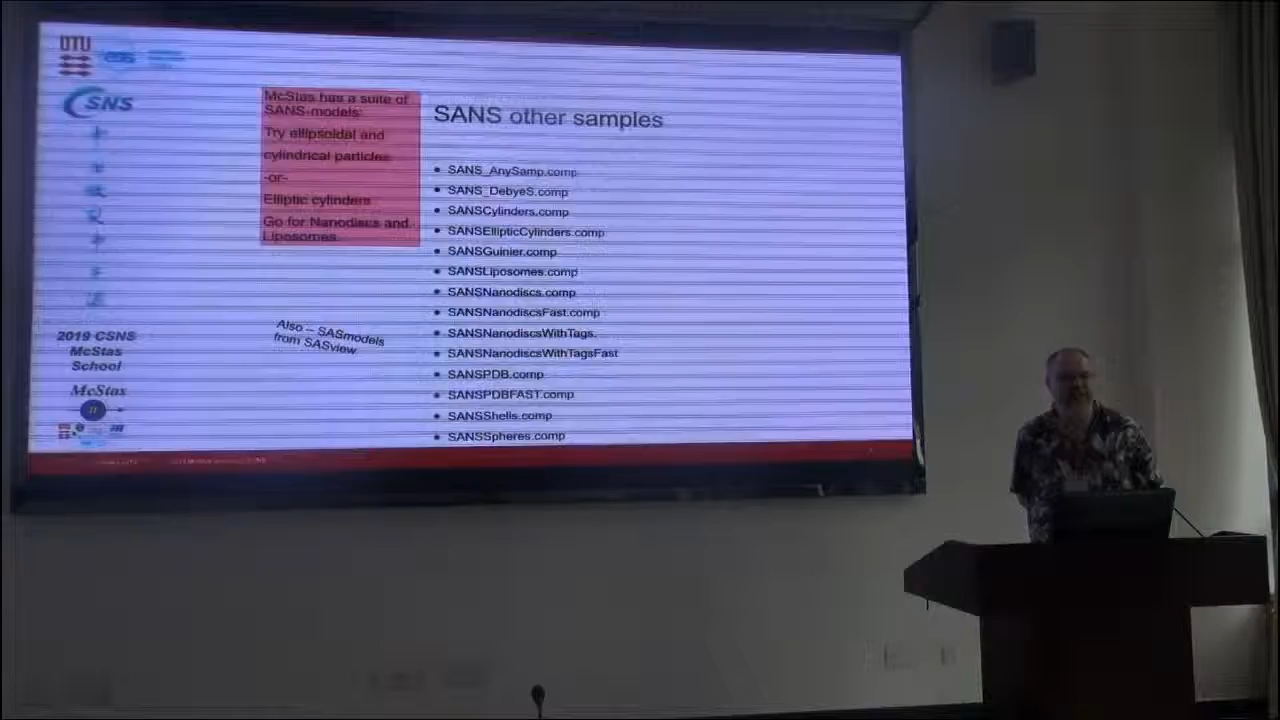 DTU
ess
CSNS
2019 CSNS
McStas
School
McStas
McStas has a suite of
SANS-models:
Try ellipsoidal and
cylindrical particles
-or-
Elliptic cylinders
Go for Nanodiscs and
Liposomes.
Also – SASmodels
from SASview
SANS other samples
• SANS_AnySamp.comp
• SANS_DebyeS.comp
• SANSCylinders.comp
• SANSEllipticCylinders.comp
• SANSGuinier.comp
• SANSLiposomes.comp
• SANSNanodiscs.comp
• SANSNanodiscsFast.comp
• SANSNanodiscsWithTags.
• SANSNanodiscsWithTagsFast
• SANSPDB.comp
• SANSPDBFAST.comp
• SANSShells.comp
• SANSSpheres.comp